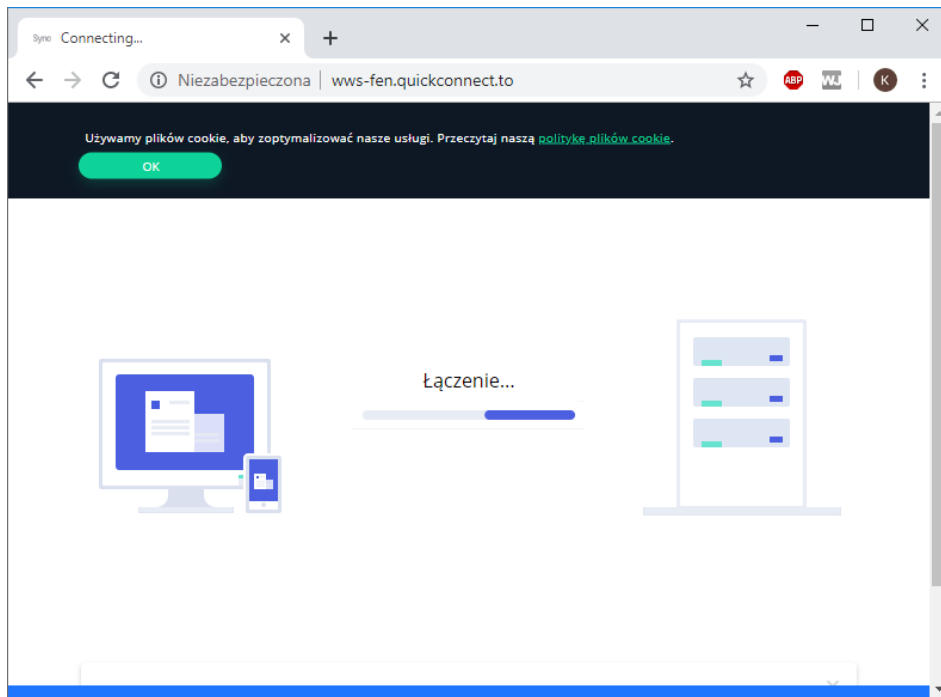 Sync Connecting...
Niezabezpieczona wws-fen.quickconnect.to
ABP WJ K
Używamy plików cookie, aby zoptymalizować nasze usługi. Przeczytaj naszą politykę plików cookie.
OK
Łączenie...